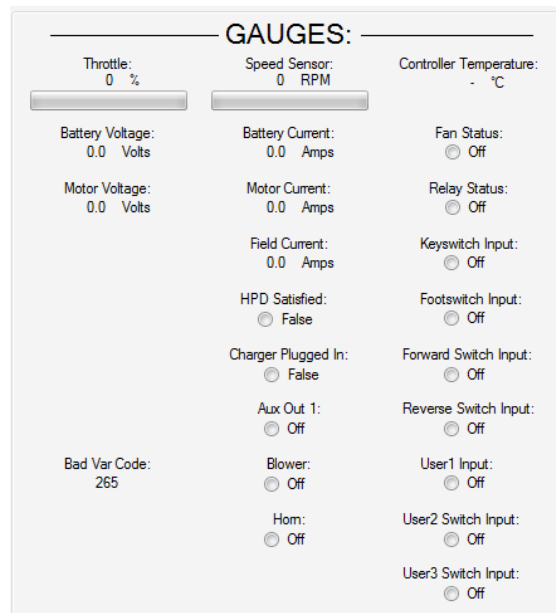 GAUGES:
Throttle:
0 %
Speed Sensor:
0 RPM
Controller Temperature:
- °C
Battery Voltage:
0.0 Volts
Battery Current:
0.0 Amps
Fan Status:
Off
Motor Voltage:
0.0 Volts
Motor Current:
0.0 Amps
Relay Status:
Off
Field Current:
0.0 Amps
Keyswitch Input:
Off
HPD Satisfied:
False
Footswitch Input:
Off
Charger Plugged In:
False
Forward Switch Input:
Off
Aux Out 1:
Off
Reverse Switch Input:
Off
Bad Var Code:
265
Blower:
Off
User1 Input:
Off
Horn:
Off
User2 Switch Input:
Off
User3 Switch Input:
Off